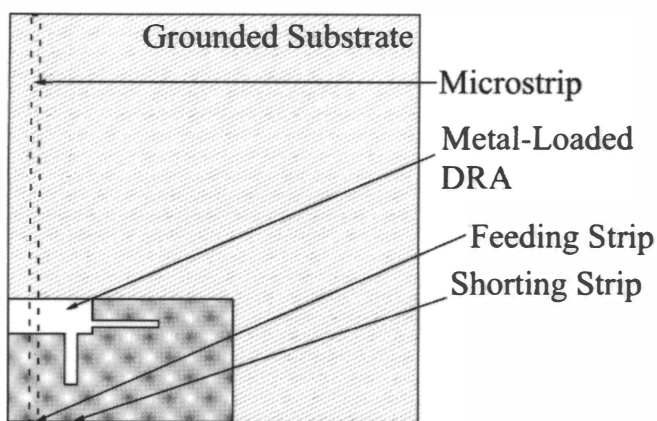 Grounded Substrate
Microstrip
Metal-Loaded
DRA
Feeding Strip
Shorting Strip